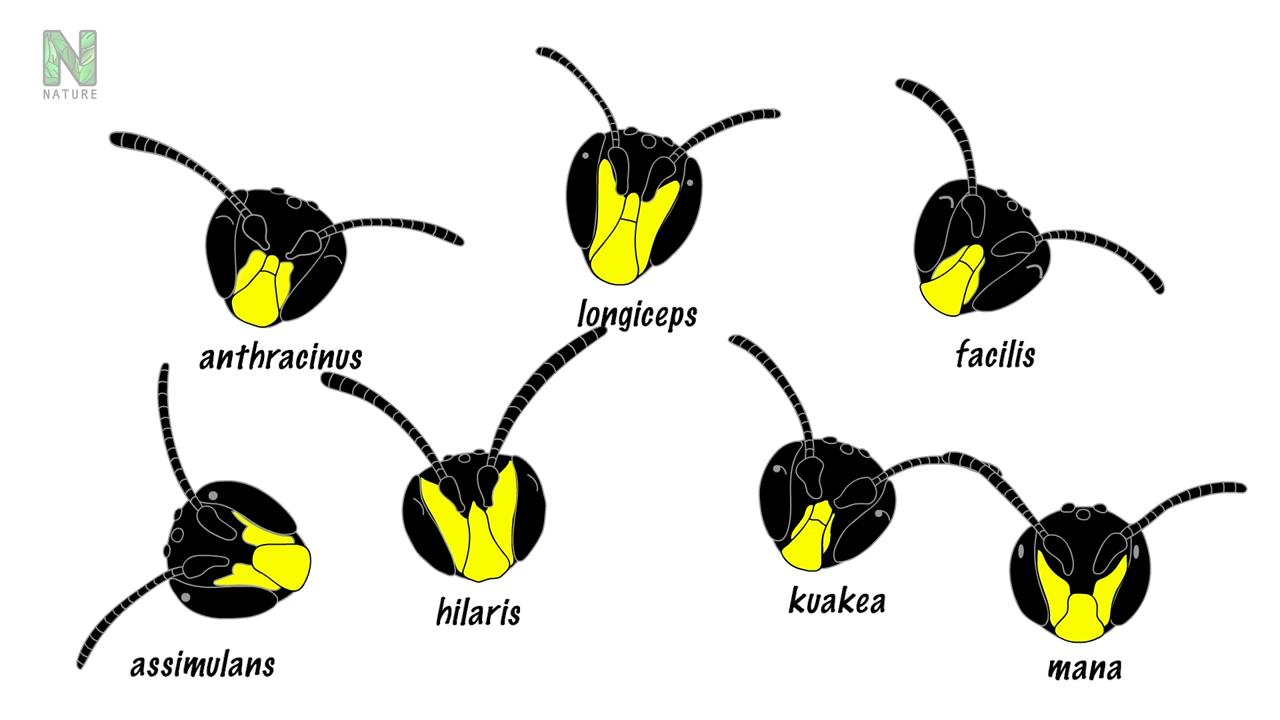 N
NATURE
longiceps
anthracinus
facilis
hilaris
kuakea
assimulans
mana